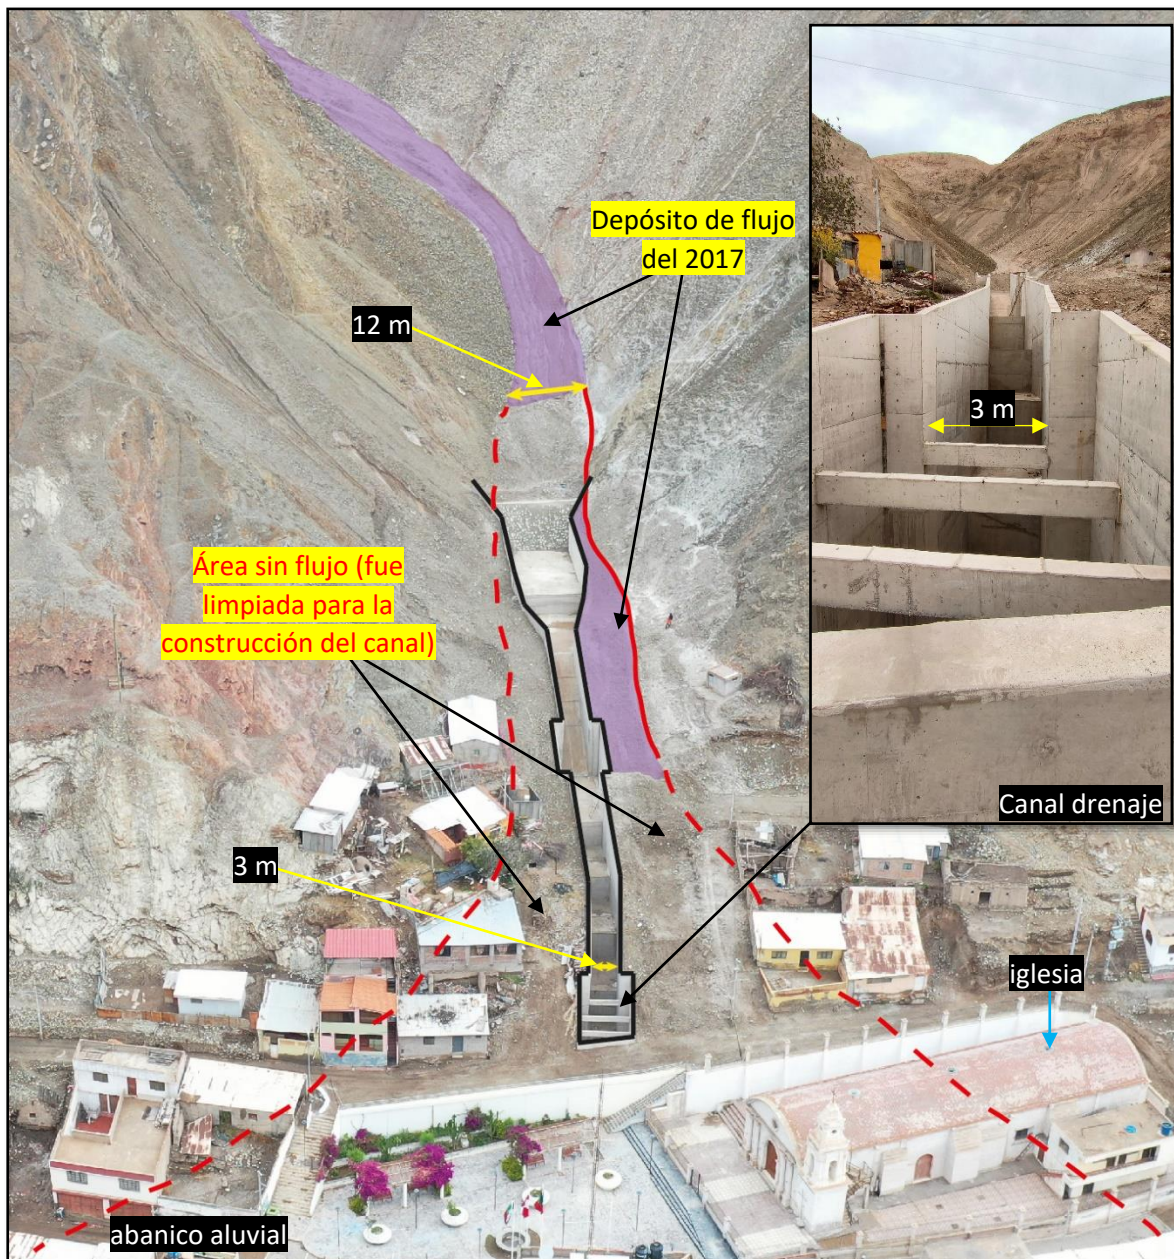 Depósito de flujo
del 2017
12 m
3 m
Área sin flujo (fue
limpiada para la
construcción del canal)
Canal drenaje
3 m
iglesia
abanico aluvial